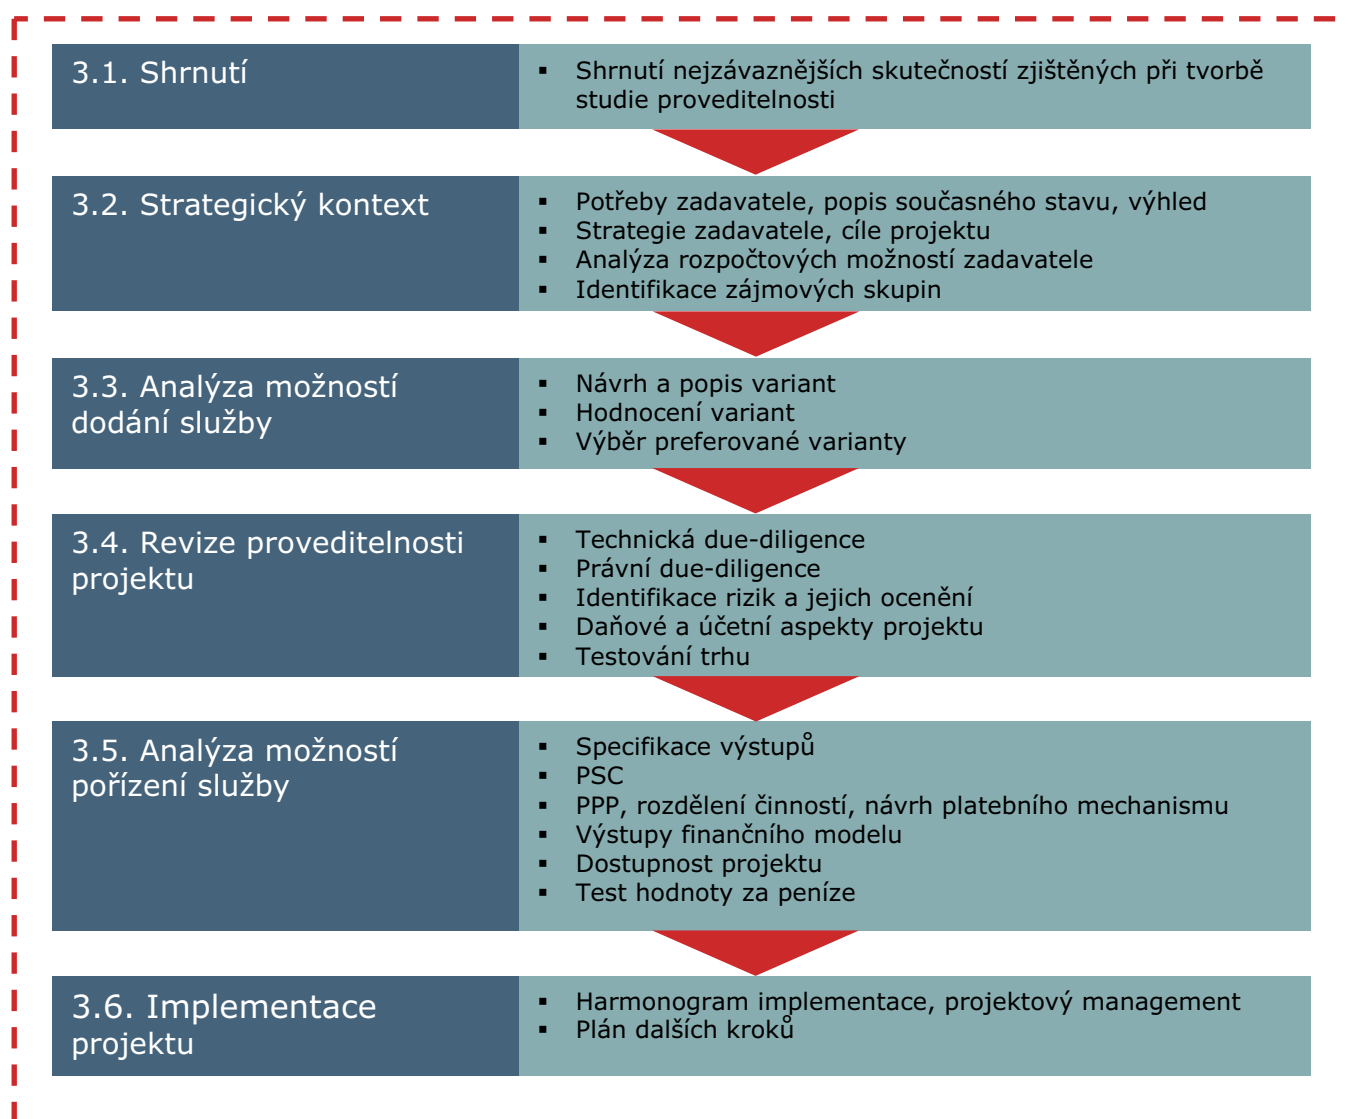 3.1. Shrnutí
▪ Shrnutí nejzávaznějších skutečností zjištěných při tvorbě
studie proveditelnosti
3.2. Strategický kontext
▪ Potřeby zadavatele, popis současného stavu, výhled
▪ Strategie zadavatele, cíle projektu
▪ Analýza rozpočtových možností zadavatele
▪ Identifikace zájmových skupin
3.3. Analýza možností
dodání služby
▪ Návrh a popis variant
▪ Hodnocení variant
▪ Výběr preferované varianty
3.4. Revize proveditelnosti
projektu
▪ Technická due-diligence
▪ Právní due-diligence
▪ Identifikace rizik a jejich ocenění
▪ Daňové a účetní aspekty projektu
▪ Testování trhu
3.5. Analýza možností
pořízení služby
▪ Specifikace výstupů
▪ PSC
▪ PPP, rozdělení činností, návrh platebního mechanismu
▪ Výstupy finančního modelu
▪ Dostupnost projektu
▪ Test hodnoty za peníze
3.6. Implementace
projektu
▪ Harmonogram implementace, projektový management
▪ Plán dalších kroků